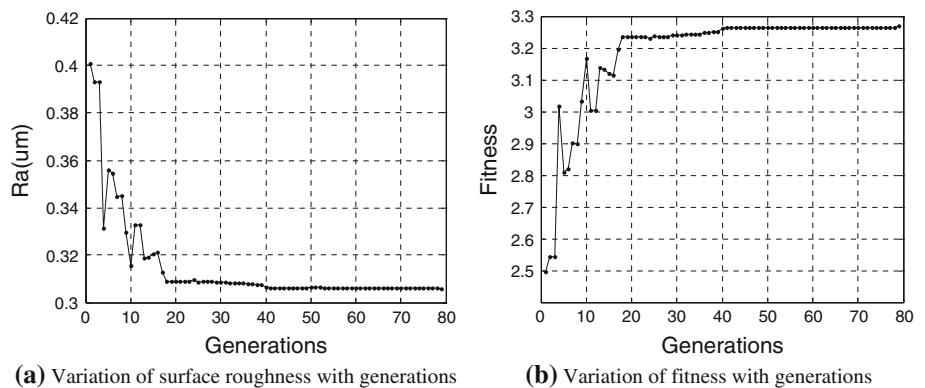 0.42
0.4
0.38
0.36
0.34
0.32
0.3
Ra(um)
0 10 20 30 40 50 60 70 80
Generations
(a) Variation of surface roughness with generations
3.3
3.2
3.1
3
2.9
2.8
2.7
2.6
2.5
Fitness
0 10 20 30 40 50 60 70 80
Generations
(b) Variation of fitness with generations